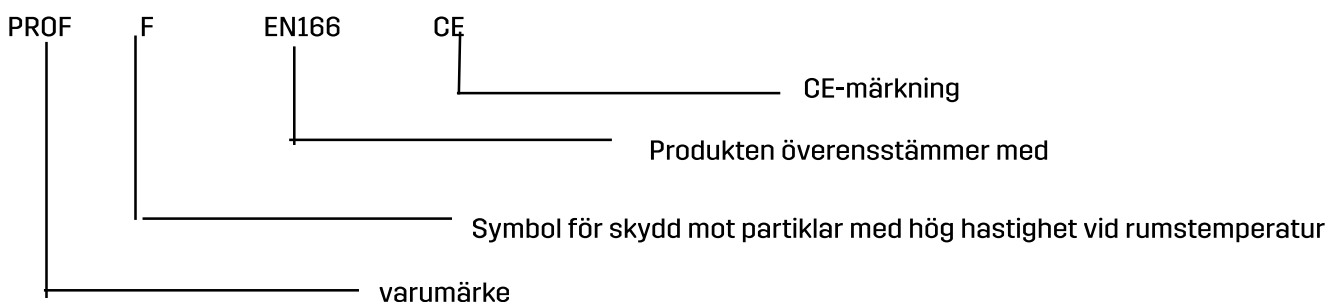 PROF F EN166 CE
CE-märkning
Produkten överensstämmer med
Symbol för skydd mot partiklar med hög hastighet vid rumstemperatur
varumärke